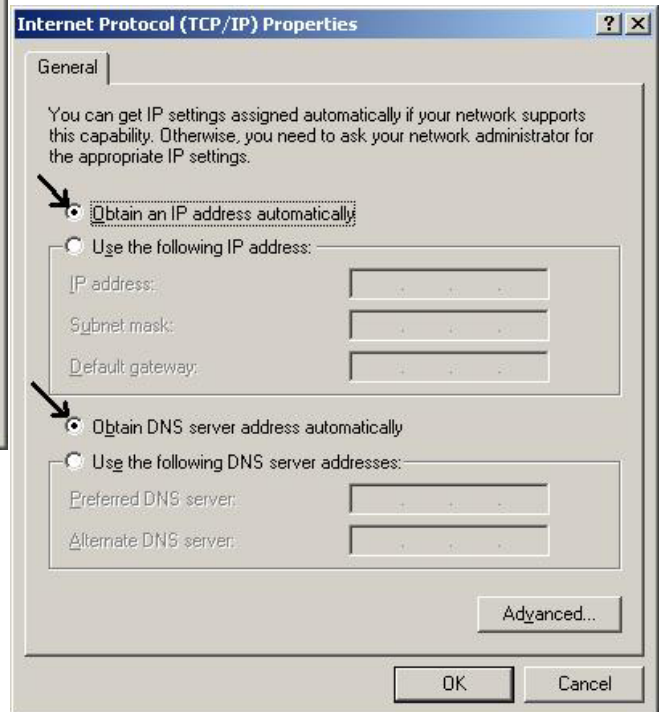 Internet Protocol (TCP/IP) Properties
General
You can get IP settings assigned automatically if your network supports
this capability. Otherwise, you need to ask your network administrator for
the appropriate IP settings.
Obtain an IP address automatically
Use the following IP address:
IP address:
Subnet mask:
Default gateway:
Obtain DNS server address automatically
Use the following DNS server addresses:
Preferred DNS server:
Alternate DNS server:
Advanced...
OK
Cancel